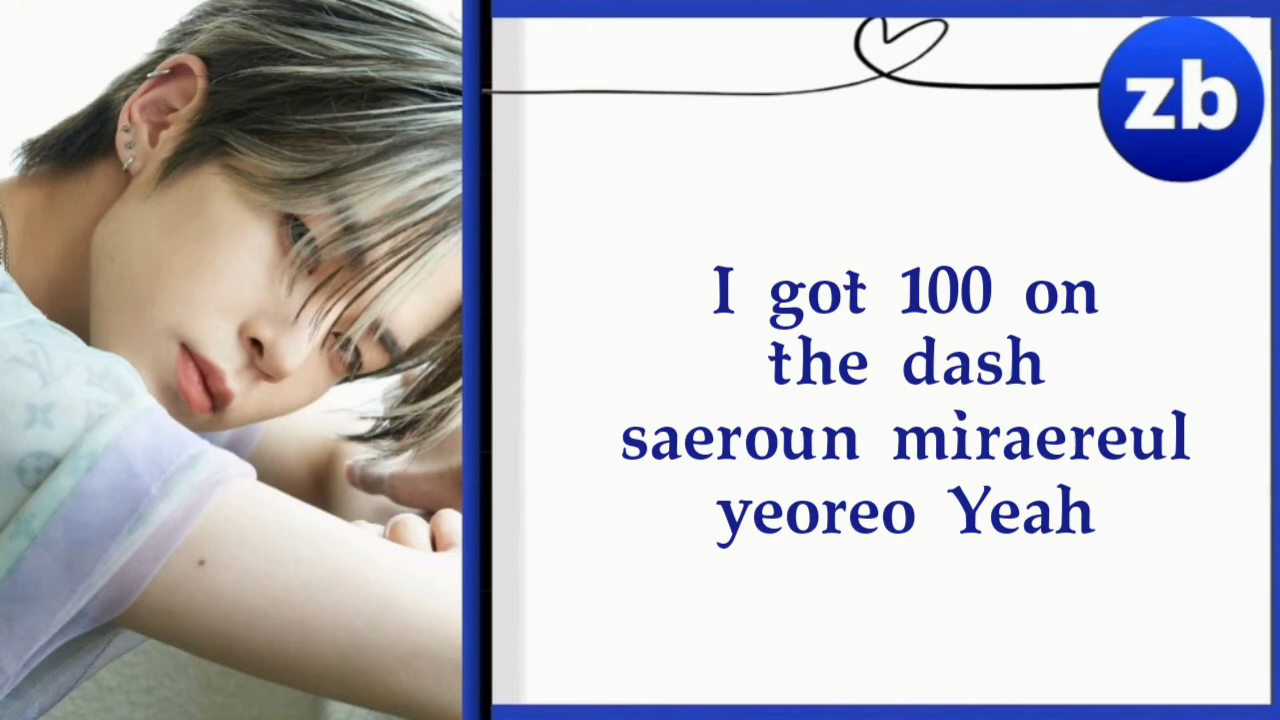 zb
I got 100 on
the dash
saeroun miraereul
yeoreo Yeah